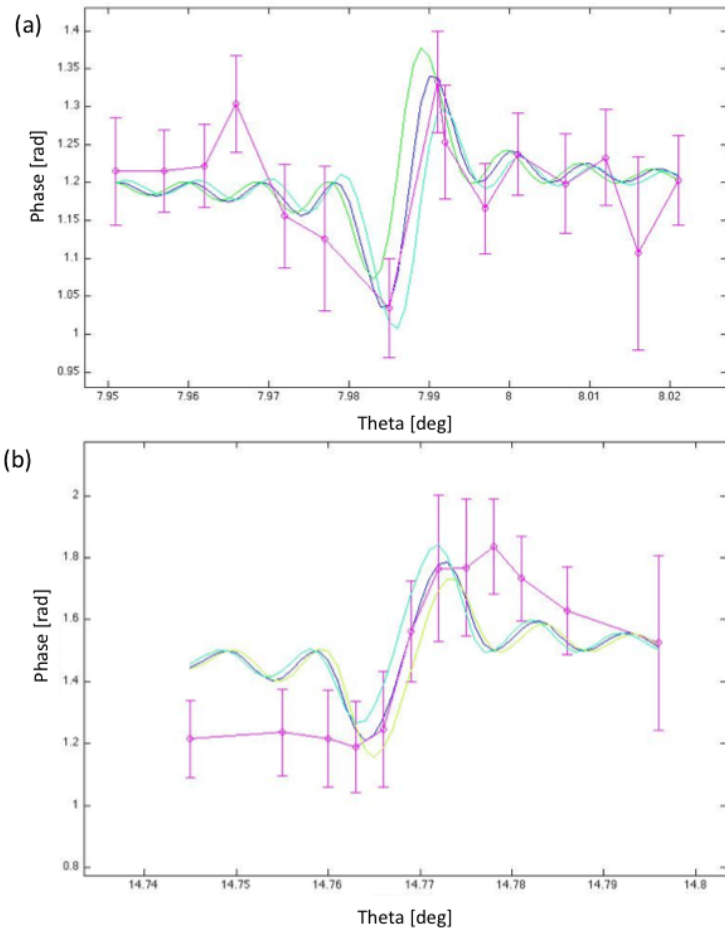 (a)
1.4
1.35
1.3
1.25
1.2
1.15
1.1
1.05
1
0.95
Phase [rad]
7.95 7.96 7.97 7.98 7.99 8 8.01 8.02
Theta [deg]
(b)
2
1.8
1.6
1.4
1.2
1
0.8
Phase [rad]
14.74 14.75 14.76 14.77 14.78 14.79 14.8
Theta [deg]